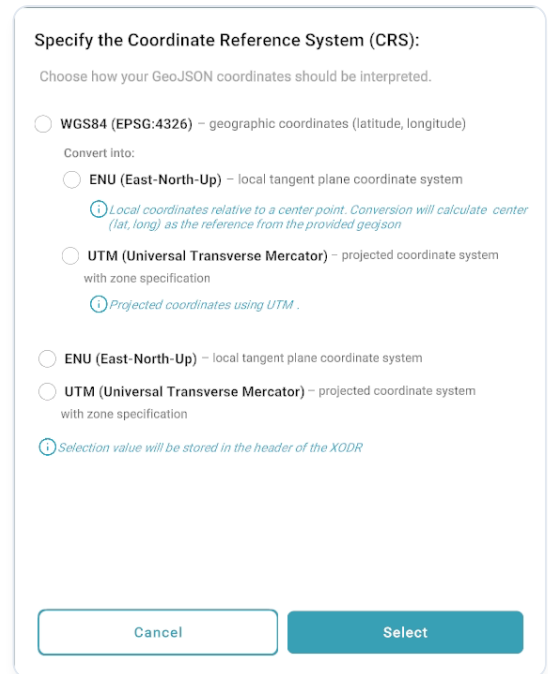 Specify the Coordinate Reference System (CRS):
Choose how your GeoJSON coordinates should be interpreted.
WGS84 (EPSG:4326) – geographic coordinates (latitude, longitude)
Convert into:
ENU (East-North-Up) – local tangent plane coordinate system
Local coordinates relative to a center point. Conversion will calculate center
(lat, long) as the reference from the provided geojson
UTM (Universal Transverse Mercator) – projected coordinate system
with zone specification
Projected coordinates using UTM .
ENU (East-North-Up) – local tangent plane coordinate system
UTM (Universal Transverse Mercator) – projected coordinate system
with zone specification
Selection value will be stored in the header of the XODR
Cancel
Select